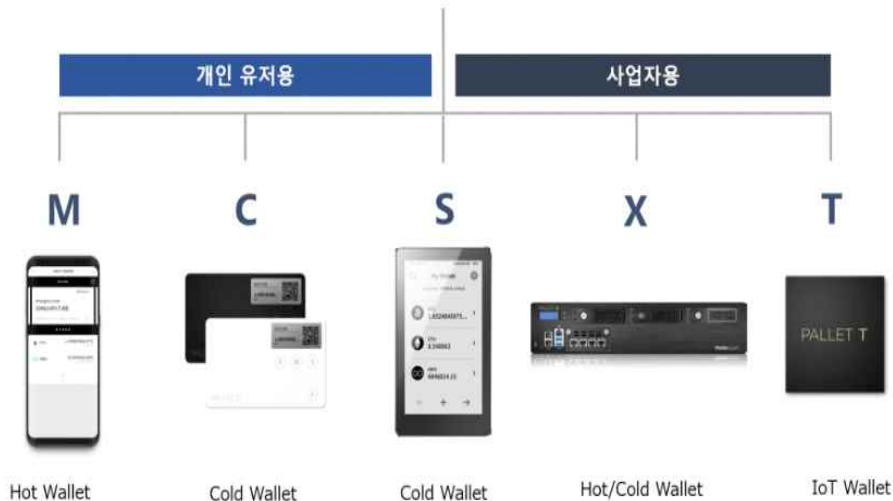 개인 유저용
사업자용
M
C
S
X
T
PALLET T
Hot Wallet
Cold Wallet
Cold Wallet
Hot/Cold Wallet
IoT Wallet